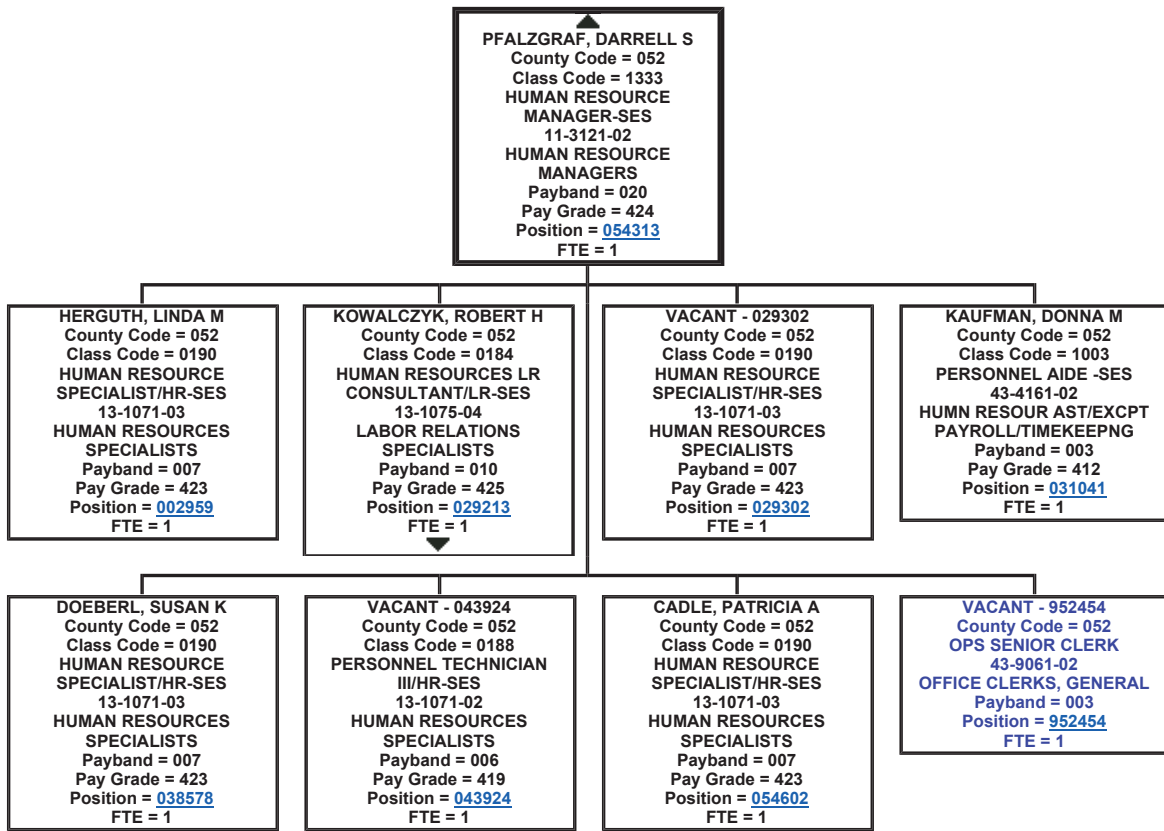 PFALZGRAF, DARRELL S
County Code = 052
Class Code = 1333
HUMAN RESOURCE
MANAGER-SES
11-3121-02
HUMAN RESOURCE
MANAGERS
Payband = 020
Pay Grade = 424
Position = 054313
FTE = 1
HERGUTH, LINDA M
County Code = 052
Class Code = 0190
HUMAN RESOURCE
SPECIALIST/HR-SES
13-1071-03
HUMAN RESOURCES
SPECIALISTS
Payband = 007
Pay Grade = 423
Position = 002959
FTE = 1
KOWALCZYK, ROBERT H
County Code = 052
Class Code = 0184
HUMAN RESOURCES LR
CONSULTANT/LR-SES
13-1075-04
LABOR RELATIONS
SPECIALISTS
Payband = 010
Pay Grade = 425
Position = 029213
FTE = 1
VACANT - 029302
County Code = 052
Class Code = 0190
HUMAN RESOURCE
SPECIALIST/HR-SES
13-1071-03
HUMAN RESOURCES
SPECIALISTS
Payband = 007
Pay Grade = 423
Position = 029302
FTE = 1
KAUFMAN, DONNA M
County Code = 052
Class Code = 1003
PERSONNEL AIDE -SES
43-4161-02
HUMN RESOUR AST/EXCPT
PAYROLL/TIMEKEEPNG
Payband = 003
Pay Grade = 412
Position = 031041
FTE = 1
DOEBERL, SUSAN K
County Code = 052
Class Code = 0190
HUMAN RESOURCE
SPECIALIST/HR-SES
13-1071-03
HUMAN RESOURCES
SPECIALISTS
Payband = 007
Pay Grade = 423
Position = 038578
FTE = 1
VACANT - 043924
County Code = 052
Class Code = 0188
PERSONNEL TECHNICIAN
III/HR-SES
13-1071-02
HUMAN RESOURCES
SPECIALISTS
Payband = 006
Pay Grade = 419
Position = 043924
FTE = 1
CADLE, PATRICIA A
County Code = 052
Class Code = 0190
HUMAN RESOURCE
SPECIALIST/HR-SES
13-1071-03
HUMAN RESOURCES
SPECIALISTS
Payband = 007
Pay Grade = 423
Position = 054602
FTE = 1
VACANT - 952454
County Code = 052
OPS SENIOR CLERK
43-9061-02
OFFICE CLERKS, GENERAL
Payband = 003
Position = 952454
FTE = 1